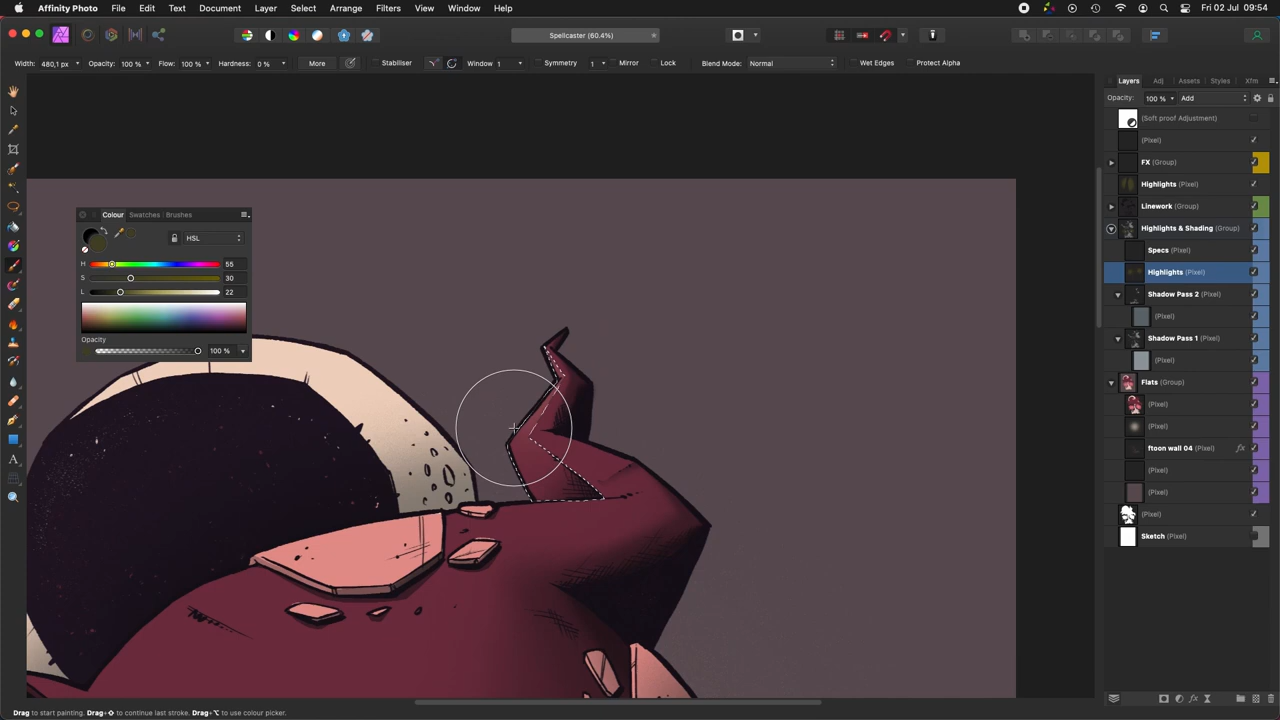 Affinity Photo File Edit Text Document Layer Select Arrange Filters View Window Help Fri 02 Jul 09:54
Spellcaster (60.4%)
Width: 480,1 px Opacity: 100 % Flow: 100 % Hardness: 0 % More Stabiliser Window 1 Symmetry 1 Mirror Lock Blend Mode: Normal Wet Edges Protect Alpha
Layers Adj Assets Styles Xfm
Opacity: 100 % Add
(Soft proof Adjustment)
(Pixel)
FX (Group)
Highlights (Pixel)
Linework (Group)
Highlights & Shading (Group)
Specs (Pixel)
Highlights (Pixel)
Shadow Pass 2 (Pixel)
(Pixel)
Shadow Pass 1 (Pixel)
(Pixel)
Flats (Group)
(Pixel)
(Pixel)
ftoon wall 04 (Pixel) fx
(Pixel)
(Pixel)
(Pixel)
Sketch (Pixel)
Colour Swatches Brushes
HSL
H 55
S 30
L 22
Opacity
100 %
Drag to start painting. Drag+⇧ to continue last stroke. Drag+⌥ to use colour picker.